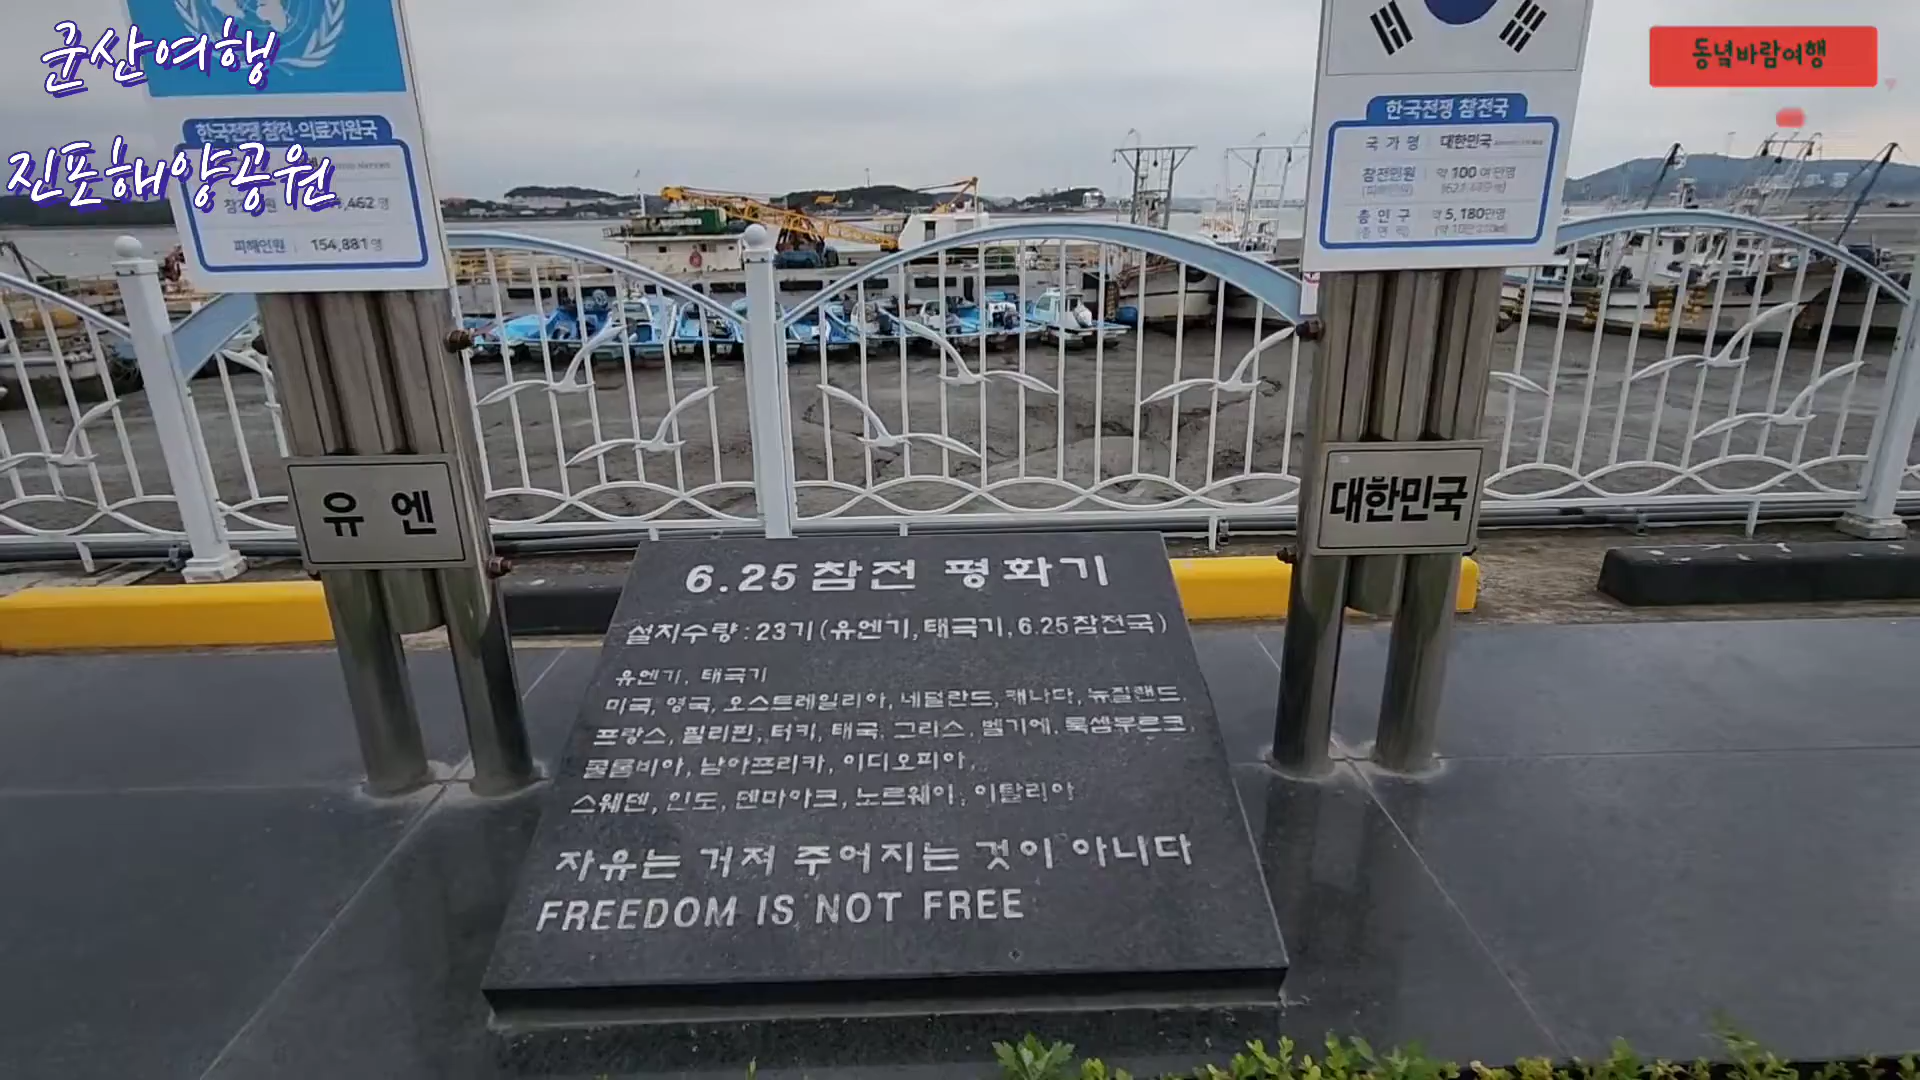 군산여행
진포해양공원
동녘바람여행
한국전쟁 참전·의료지원국
피해인원 154,881 명
한국전쟁 참전국
국 가 명 대한민국
참전인원 약 100 여 만명
총 인 구 약 5,180만명
유 엔
대한민국
6.25 참전 평화기
설치수량 : 23기 (유엔기, 태극기, 6.25 참전국)
유엔기, 태극기
미국, 영국, 오스트레일리아, 네덜란드, 캐나다, 뉴질랜드,
프랑스, 필리핀, 터키, 태국, 그리스, 벨기에, 룩셈부르크,
콜롬비아, 남아프리카, 이디오피아,
스웨덴, 인도, 덴마아크, 노르웨이, 이탈리아
자유는 거져 주어지는 것이 아니다
FREEDOM IS NOT FREE